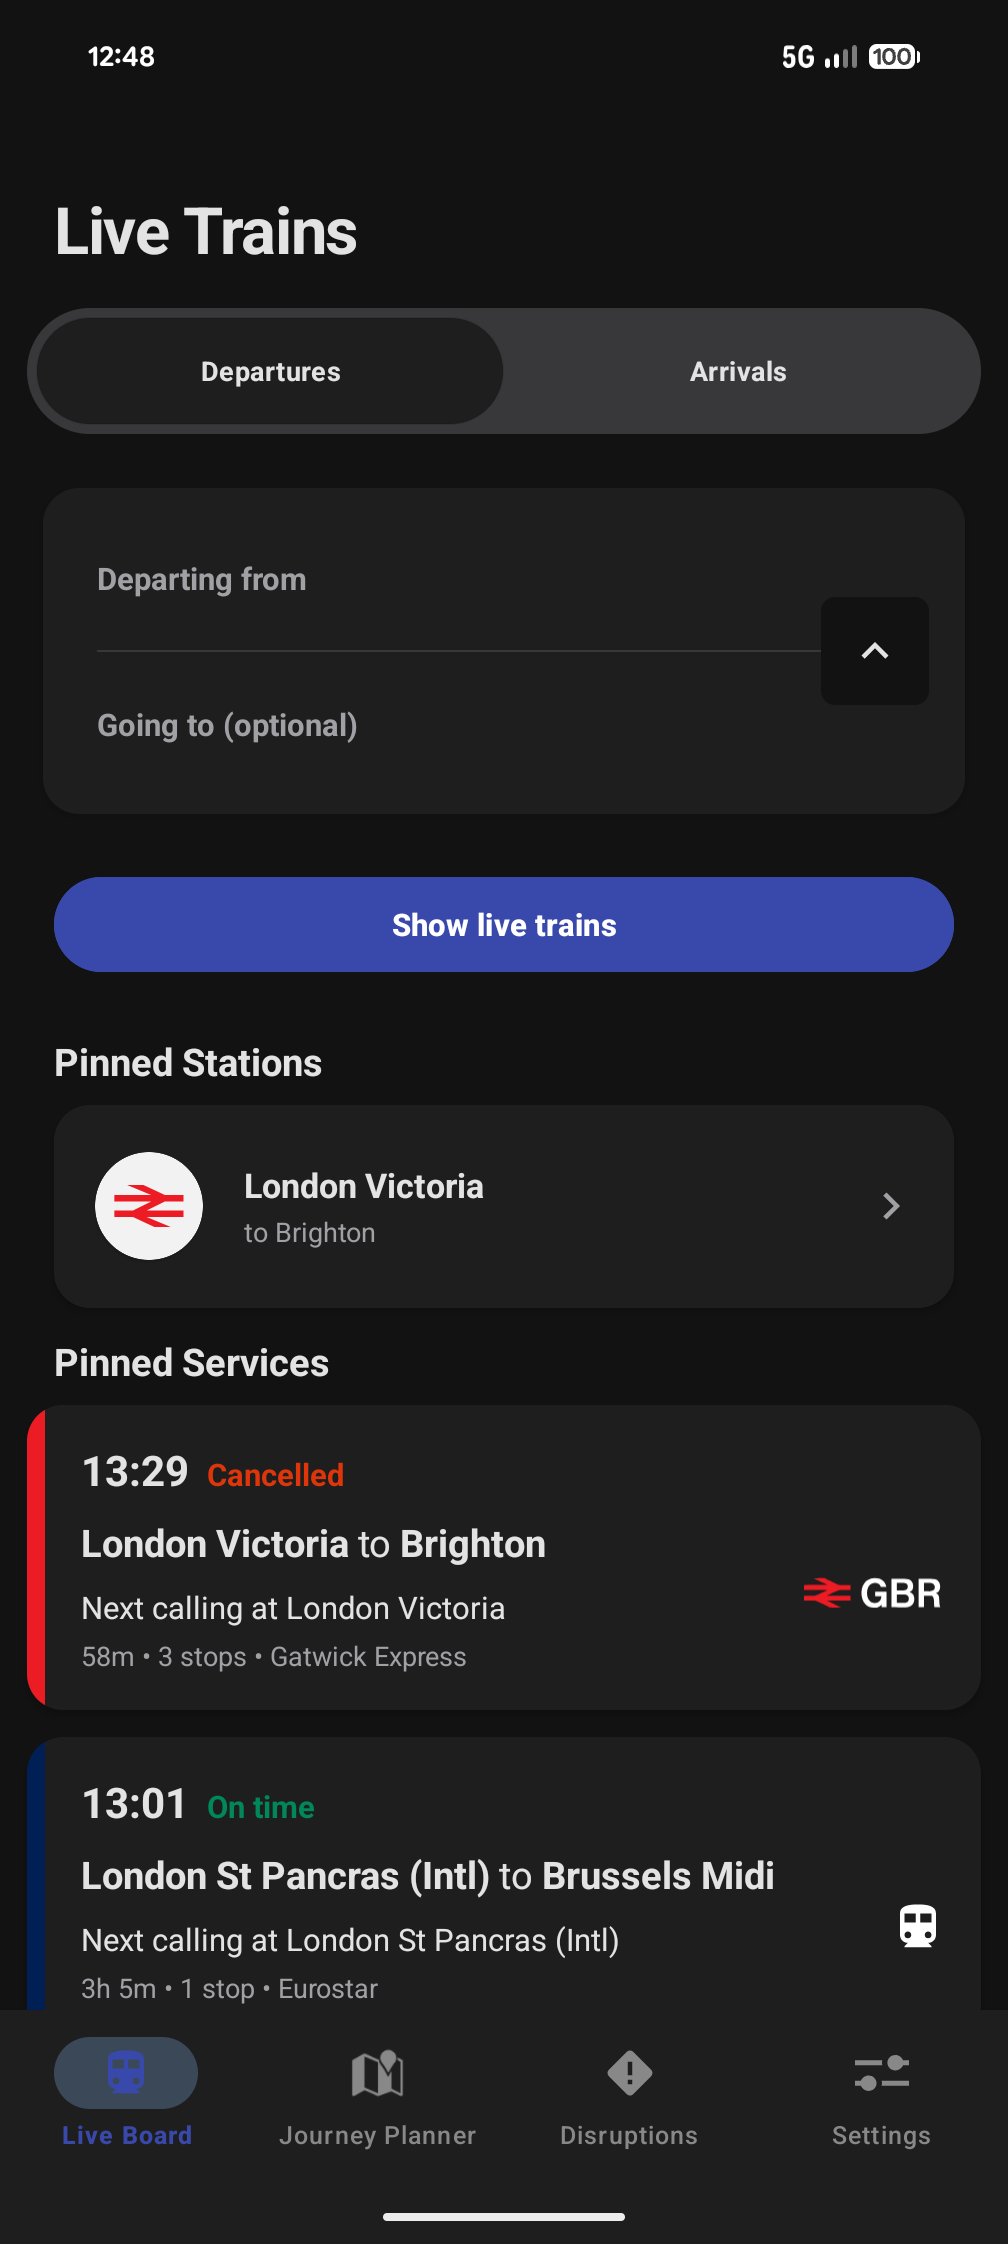 12:48
5G 100
Live Trains
Departures
Arrivals
Departing from
Going to (optional)
Show live trains
Pinned Stations
London Victoria
to Brighton
Pinned Services
13:29 Cancelled
London Victoria to Brighton
Next calling at London Victoria
GBR
58m • 3 stops • Gatwick Express
13:01 On time
London St Pancras (Intl) to Brussels Midi
Next calling at London St Pancras (Intl)
3h 5m • 1 stop • Eurostar
Live Board
Journey Planner
Disruptions
Settings